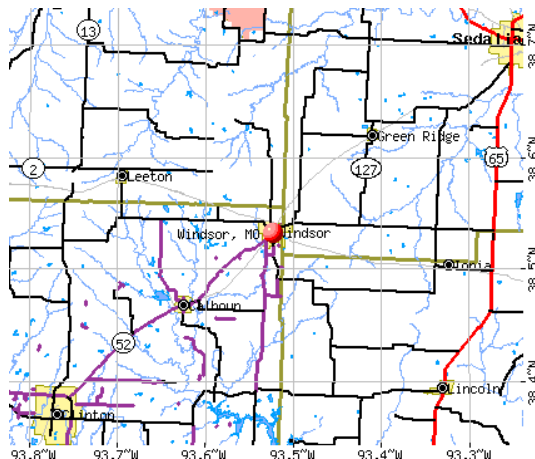 13
Sedalia
38.7°N
Green Ridge
65
38.6°N
2
Leeton
127
Windsor, MO
Windsor
Ionia
38.5°N
Calhoun
52
38.4°N
Lincoln
Clinton
93.8°W 93.7°W 93.6°W 93.5°W 93.4°W 93.3°W